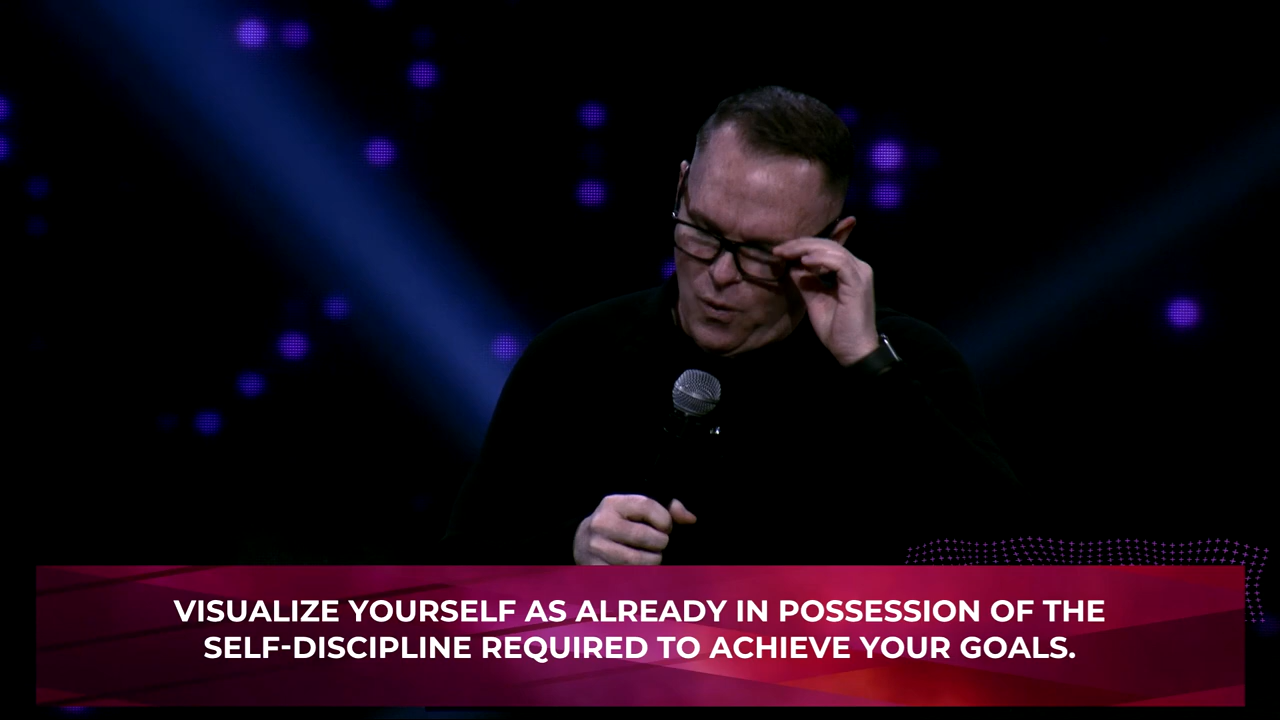 VISUALIZE YOURSELF AS ALREADY IN POSSESSION OF THE
SELF-DISCIPLINE REQUIRED TO ACHIEVE YOUR GOALS.